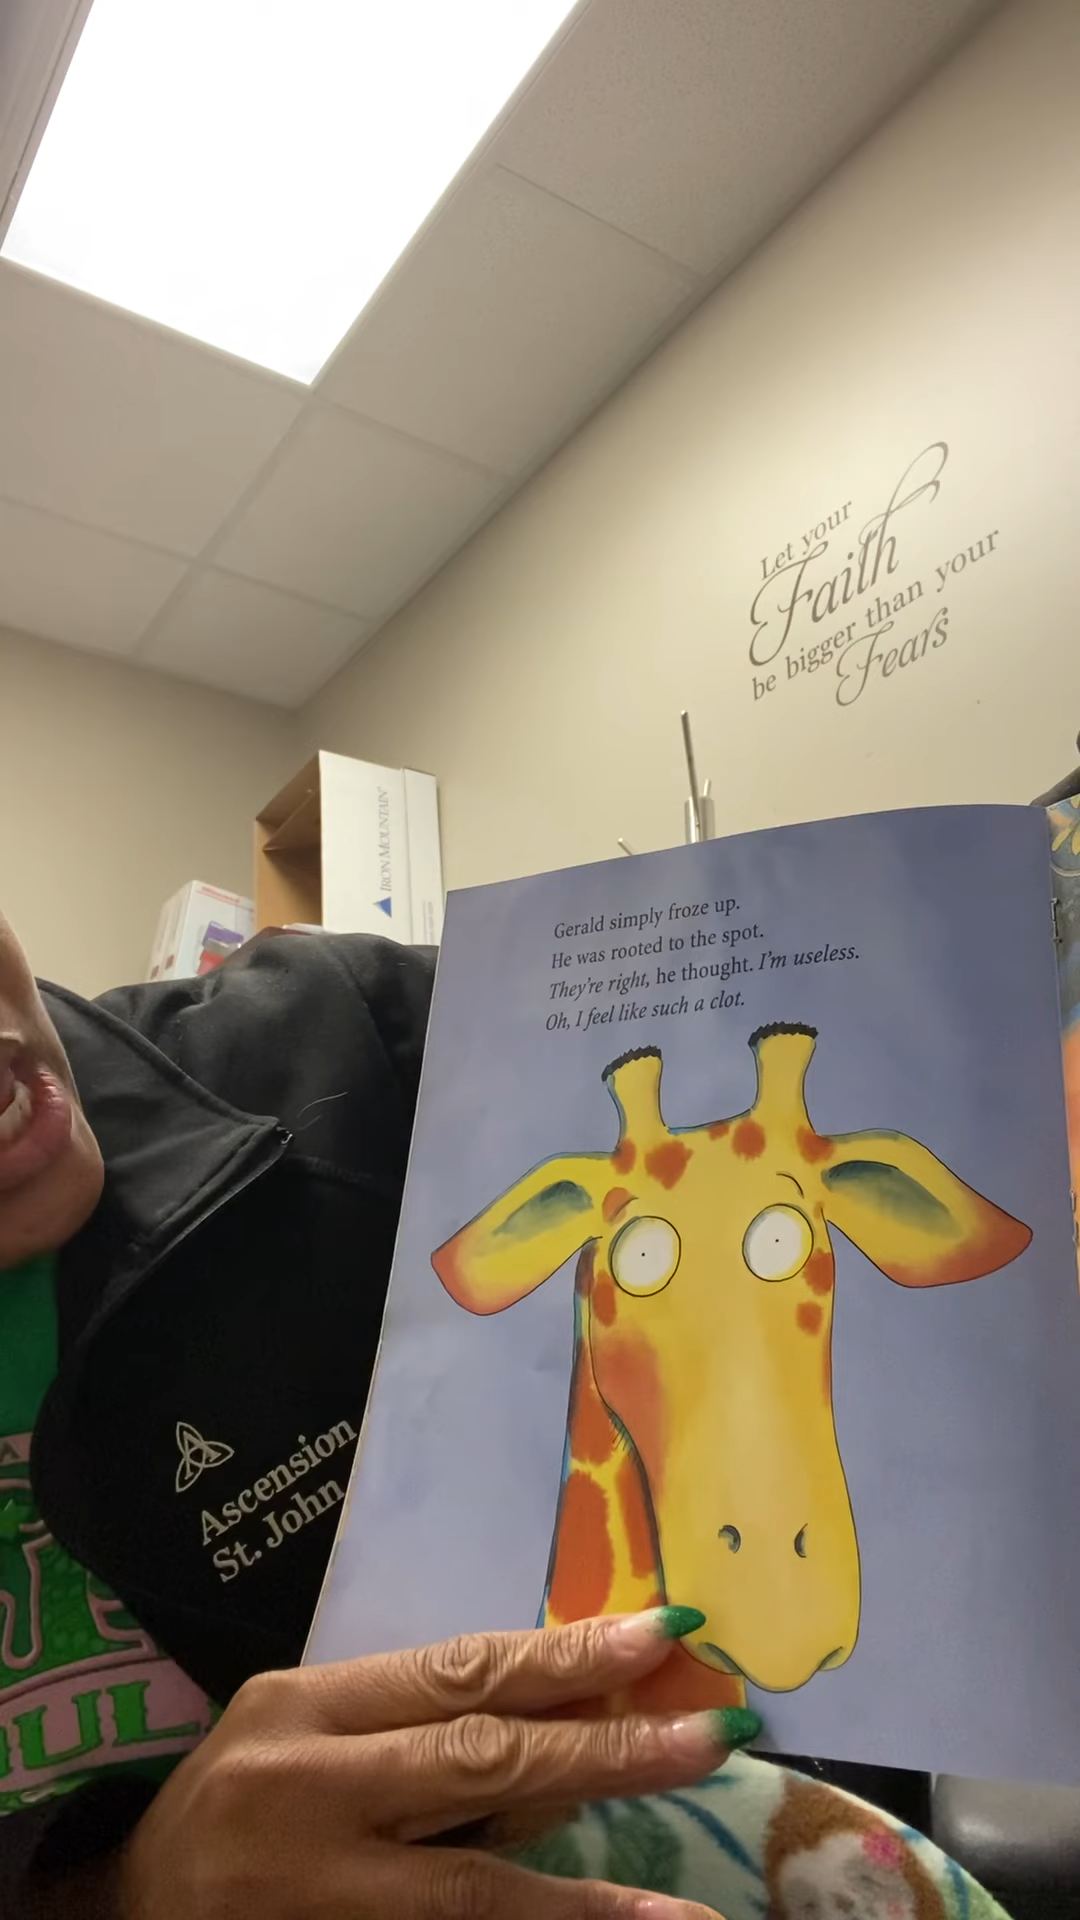 Let your
Faith
be bigger than your
Fears
IRON MOUNTAIN
Gerald simply froze up.
He was rooted to the spot.
They're right, he thought. I'm useless.
Oh, I feel like such a clot.
Ascension
St. John